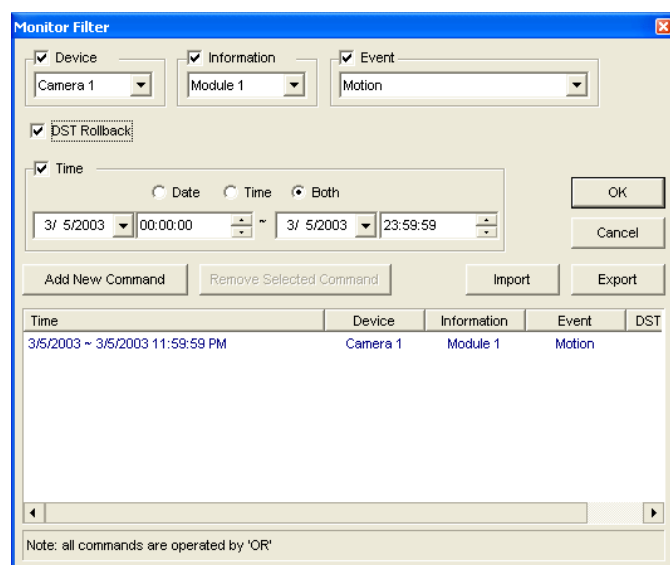 Monitor Filter
Device Information Event
Camera 1 Module 1 Motion
DST Rollback
Time
Date Time Both
3/ 5/2003 00:00:00 ~ 3/ 5/2003 23:59:59
OK
Cancel
Add New Command Remove Selected Command Import Export
Time Device Information Event DST
3/5/2003 ~ 3/5/2003 11:59:59 PM Camera 1 Module 1 Motion
Note: all commands are operated by 'OR'